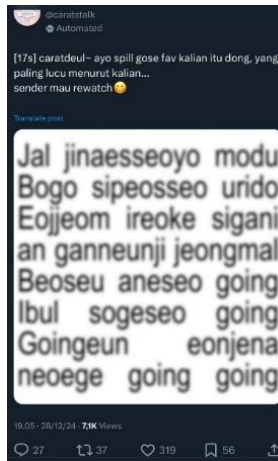 @caratstalk
Automated
[17s] caratdeul~ ayo spill gose fav kalian itu dong, yang
paling lucu menurut kalian...
sender mau rewatch😋
Translate post
Jal jinaesseoyo modu
Bogo sipeosseo urido
Eojjeom ireoke sigani
an ganneunji jeongmal
Beoseu aneseo going
Ibul sogeseo going
Goingeun eonjena
neoege going going
19.05 · 28/12/24 · 7,1K Views
27 37 319 56